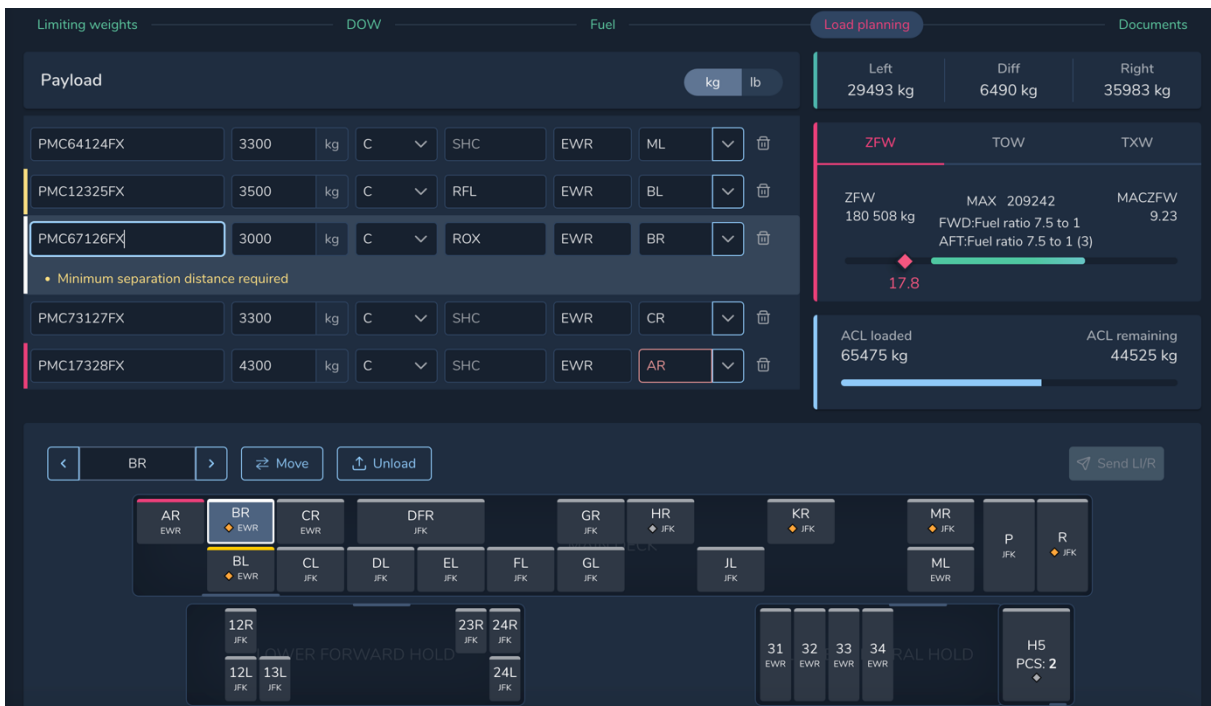 Limiting weights DOW Fuel Load planning Documents
Payload kg lb
PMC64124FX 3300 kg C SHC EWR ML
PMC12325FX 3500 kg C RFL EWR BL
PMC67126FX 3000 kg C ROX EWR BR
• Minimum separation distance required
PMC73127FX 3300 kg C SHC EWR CR
PMC17328FX 4300 kg C SHC EWR AR
Left Diff Right
29493 kg 6490 kg 35983 kg
ZFW TOW TXW
ZFW MAX 209242 MACZFW
180 508 kg FWD:Fuel ratio 7.5 to 1 9.23
AFT:Fuel ratio 7.5 to 1 (3)
17.8
ACL loaded ACL remaining
65475 kg 44525 kg
BR Move Unload Send LI/R
AR BR CR DFR GR HR KR MR P R
EWR EWR EWR JFK JFK JFK JFK JFK JFK JFK
BL CL DL EL FL GL JL ML
EWR JFK JFK JFK JFK JFK JFK EWR
12R 23R 24R
JFK JFK JFK
LOWER FORWARD HOLD
12L 13L 24L
JFK JFK JFK
31 32 33 34
EWR EWR EWR EWR
HOLD
H5
PCS: 2